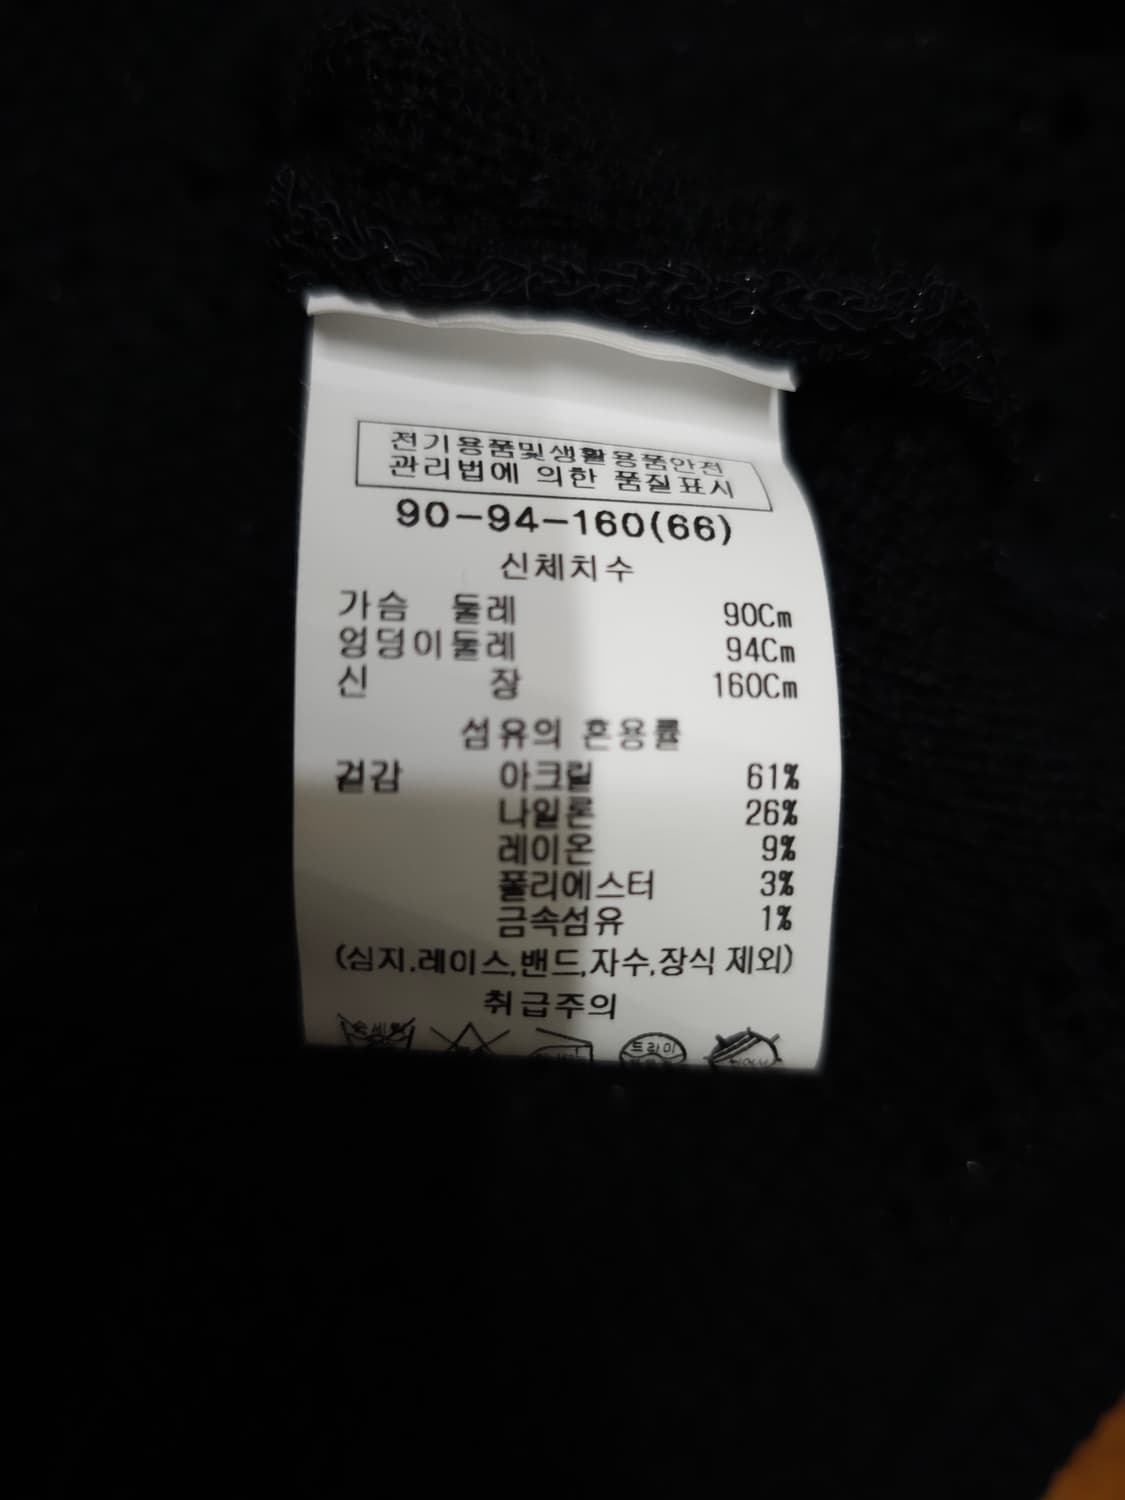 전기용품및생활용품안전
관리법에 의한 품질표시
90-94-160(66)
신체치수
가슴 둘레 90Cm
엉덩이둘레 94Cm
신 장 160Cm
섬유의 혼용률
겉감 아크릴 61%
나일론 26%
레이온 9%
폴리에스터 3%
금속섬유 1%
(심지,레이스,밴드,자수,장식 제외)
취급주의
드라이